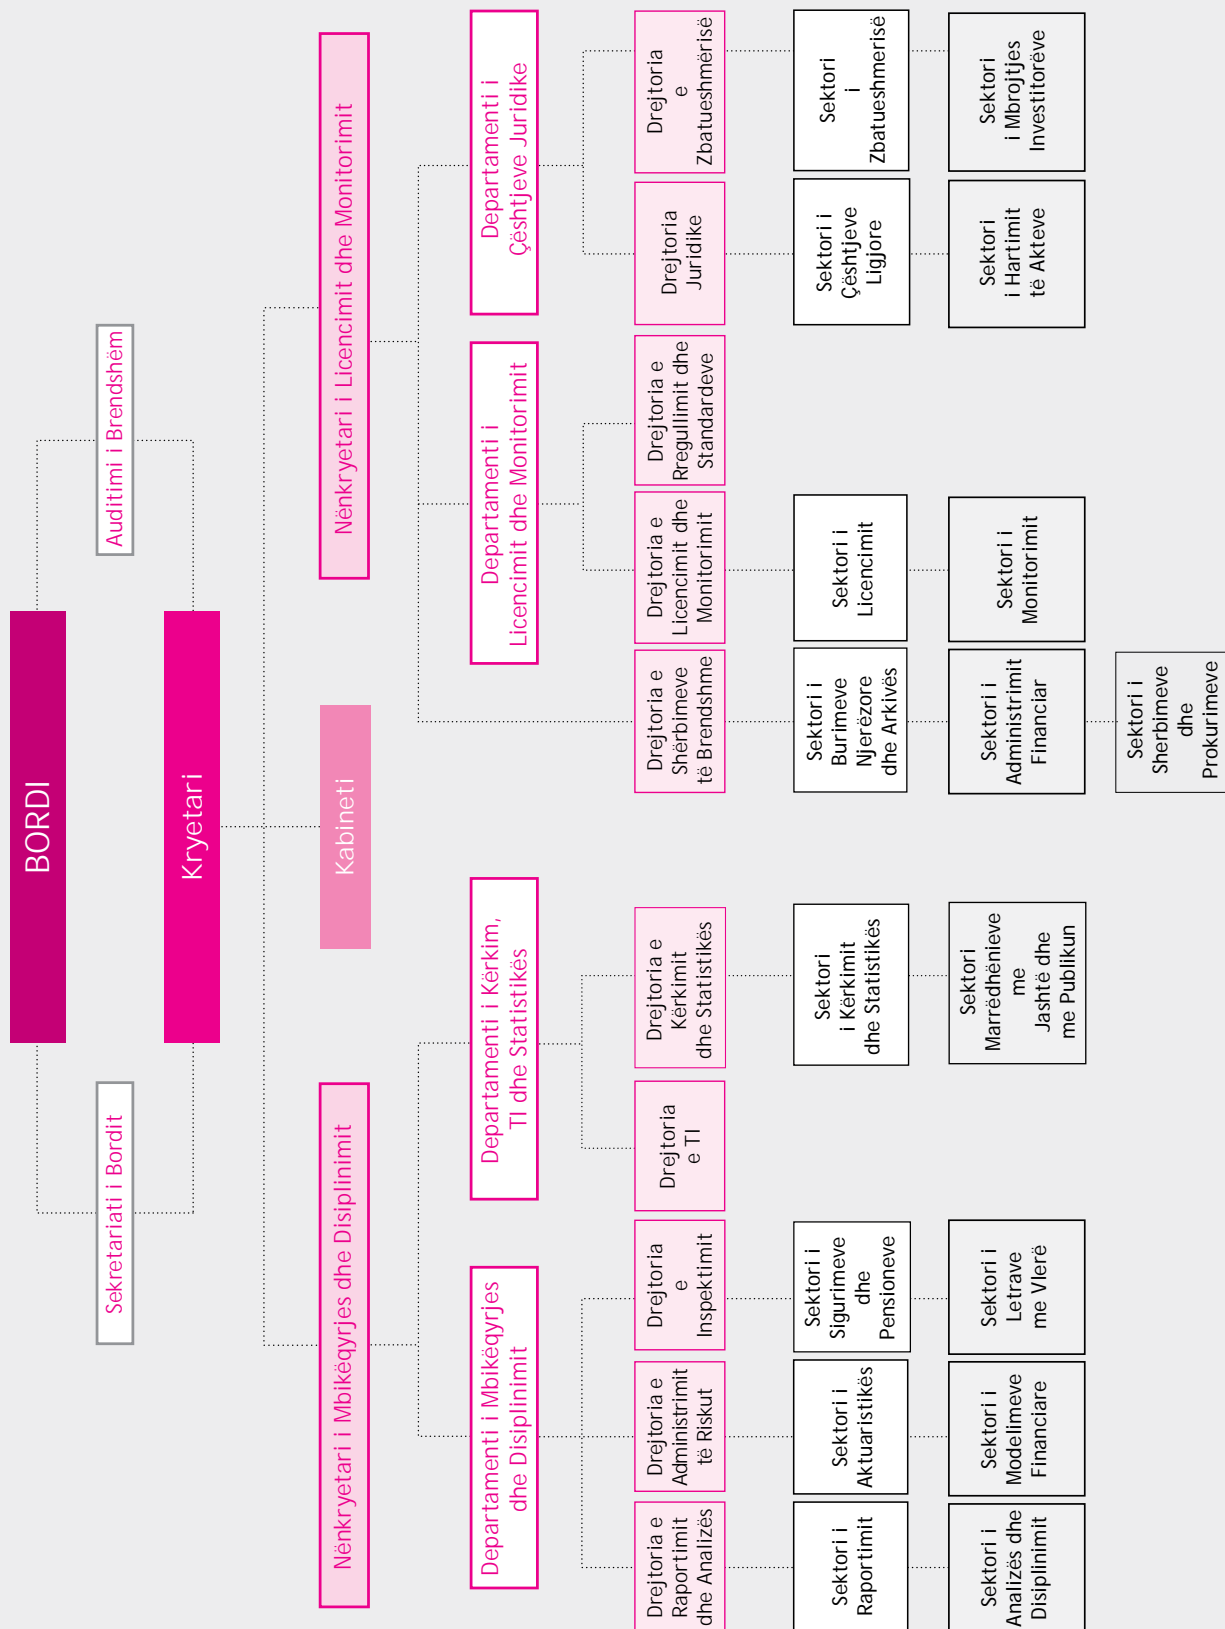 BORDI
Sekretariati i Bordit
Auditimi i Brendshëm
Kryetari
Nënkryetari i Mbikëqyrjes dhe Disiplinimit
Kabineti
Nënkryetari i Licencimit dhe Monitorimit
Departamenti i Mbikëqyrjes
dhe Disiplinimit
Departamenti i Kërkim,
TI dhe Statistikës
Departamenti i
Licencimit dhe Monitorimit
Departamenti i
Çështjeve Juridike
Drejtoria e
Raportimit
dhe Analizës
Drejtoria e
Administrimit
të Riskut
Drejtoria
e
Inspektimit
Drejtoria
e TI
Drejtoria e
Kërkimit
dhe Statistikës
Drejtoria e
Shërbimeve
të Brendshme
Drejtoria e
Licencimit dhe
Monitorimit
Drejtoria e
Rregullimit dhe
Standardeve
Drejtoria
Juridike
Drejtoria
e
Zbatueshmërisë
Sektori i
Raportimit
Sektori i
Aktuaristikës
Sektori i
Sigurimeve
dhe
Pensioneve
Sektori
i Kërkimit
dhe Statistikës
Sektori i
Burimeve
Njerëzore
dhe Arkivës
Sektori i
Licencimit
Sektori i
Çështjeve
Ligjore
Sektori
i
Zbatueshmerisë
Sektori i
Analizës dhe
Disiplinimit
Sektori i
Modelimeve
Financiare
Sektori i
Letrave
me Vlerë
Sektori
Marrëdhënieve
me
Jashtë dhe
me Publikun
Sektori i
Administrimit
Financiar
Sektori i
Monitorimit
Sektori
i Hartimit
të Akteve
Sektori
i Mbrojtjes
Investitorëve
Sektori i
Sherbimeve
dhe
Prokurimeve